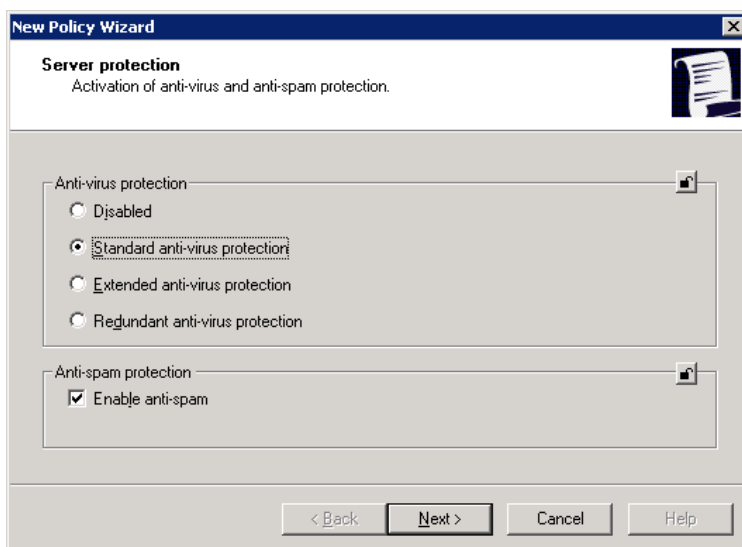 New Policy Wizard
Server protection
Activation of anti-virus and anti-spam protection.
Anti-virus protection
Disabled
Standard anti-virus protection
Extended anti-virus protection
Redundant anti-virus protection
Anti-spam protection
Enable anti-spam
< Back
Next >
Cancel
Help